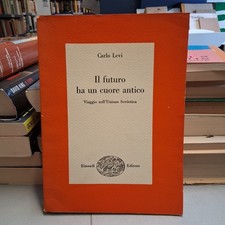 Carlo Levi
Il futuro
ha un cuore antico
Viaggio nell'Unione Sovietica
Einaudi Editore